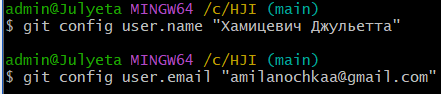 admin@Julyeta MINGW64 /c/HJI (main)
$ git config user.name "Хамицевич Джульетта"
admin@Julyeta MINGW64 /c/HJI (main)
$ git config user.email "amilanochkaa@gmail.com"